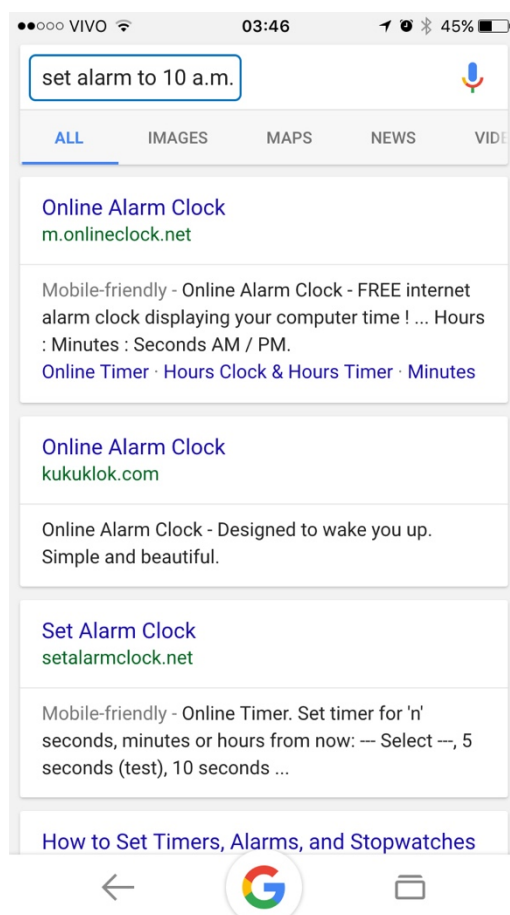 VIVO 03:46 45%
set alarm to 10 a.m.
ALL IMAGES MAPS NEWS VIDE
Online Alarm Clock
m.onlineclock.net
Mobile-friendly - Online Alarm Clock - FREE internet
alarm clock displaying your computer time ! ... Hours
: Minutes : Seconds AM / PM.
Online Timer · Hours Clock & Hours Timer · Minutes
Online Alarm Clock
kukuklok.com
Online Alarm Clock - Designed to wake you up.
Simple and beautiful.
Set Alarm Clock
setalarmclock.net
Mobile-friendly - Online Timer. Set timer for 'n'
seconds, minutes or hours from now: --- Select ---, 5
seconds (test), 10 seconds ...
How to Set Timers, Alarms, and Stopwatches
G